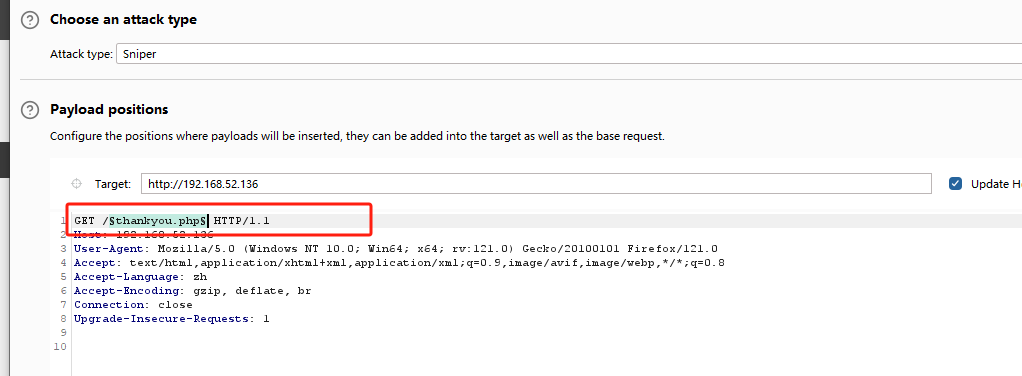 Choose an attack type
Attack type: Sniper
Payload positions
Configure the positions where payloads will be inserted, they can be added into the target as well as the base request.
Target: http://192.168.52.136 Update H
1 GET /§thankyou.php§ HTTP/1.1
2 Host: 192.168.52.136
3 User-Agent: Mozilla/5.0 (Windows NT 10.0; Win64; x64; rv:121.0) Gecko/20100101 Firefox/121.0
4 Accept: text/html,application/xhtml+xml,application/xml;q=0.9,image/avif,image/webp,*/*;q=0.8
5 Accept-Language: zh
6 Accept-Encoding: gzip, deflate, br
7 Connection: close
8 Upgrade-Insecure-Requests: 1
9
10